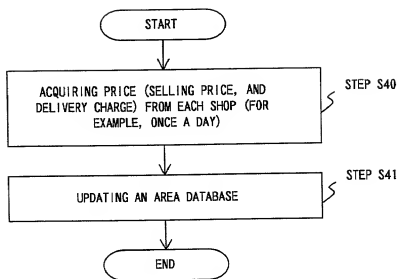 START
ACQUIRING PRICE (SELLING PRICE, AND
DELIVERY CHARGE) FROM EACH SHOP (FOR
EXAMPLE, ONCE A DAY)
STEP S40
UPDATING AN AREA DATABASE
STEP S41
END